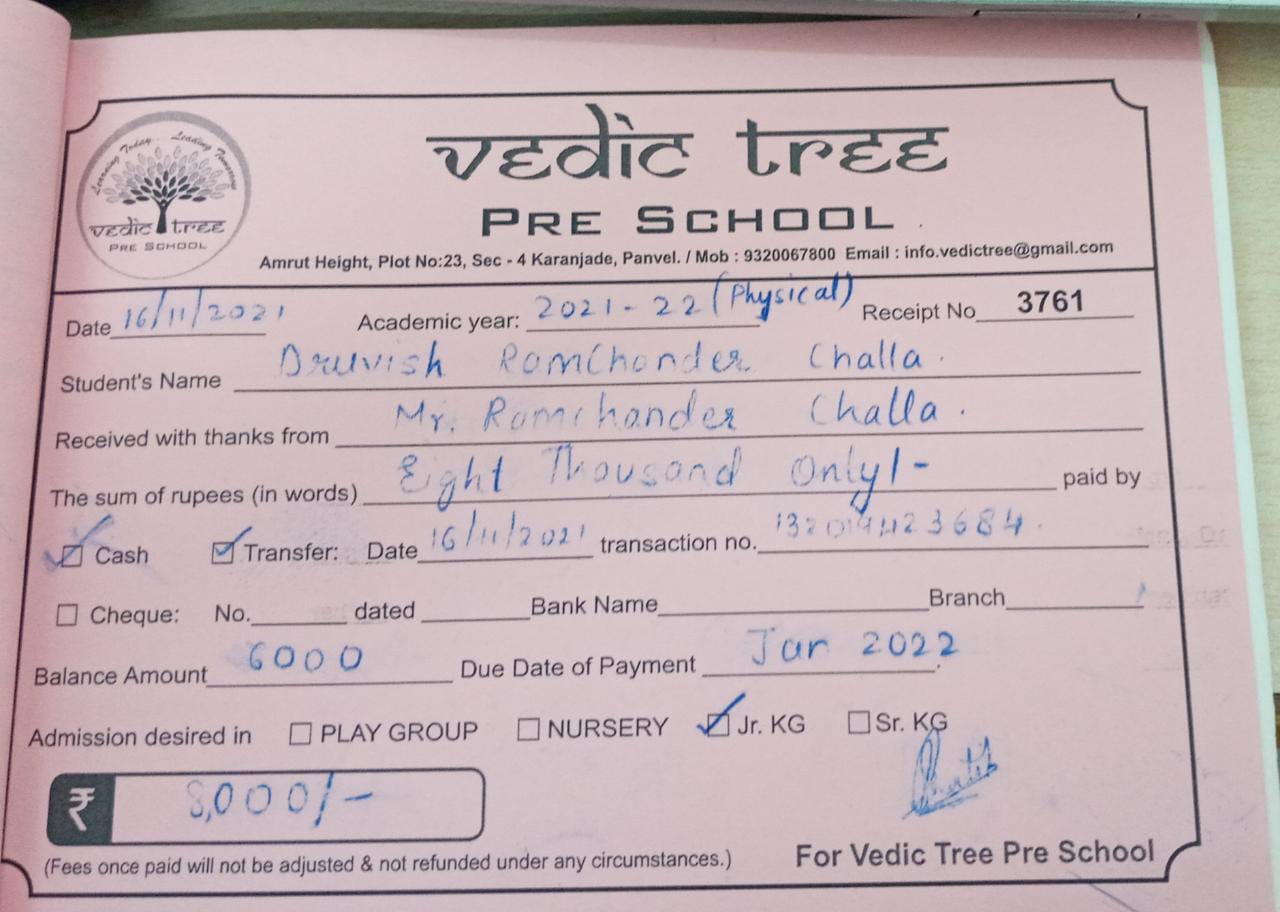 Learning Today... Leading Tomorrow
vedic tree
PRE SCHOOL
vedic tree
PRE SCHOOL
Amrut Height, Plot No:23, Sec - 4 Karanjade, Panvel. / Mob : 9320067800 Email : info.vedictree@gmail.com
Date 16/11/2021 Academic year: 2021-22 (Physical) Receipt No 3761
Student's Name Druvish Ramchander Challa.
Received with thanks from Mr. Ramchander Challa.
The sum of rupees (in words) Eight Thousand Only/- paid by
Cash Transfer: Date 16/11/2021 transaction no. 132019423684.
Cheque: No. dated Bank Name Branch
Balance Amount 6000 Due Date of Payment Jan 2022
Admission desired in PLAY GROUP NURSERY Jr. KG Sr. KG
₹ 8,000/-
(Fees once paid will not be adjusted & not refunded under any circumstances.) For Vedic Tree Pre School